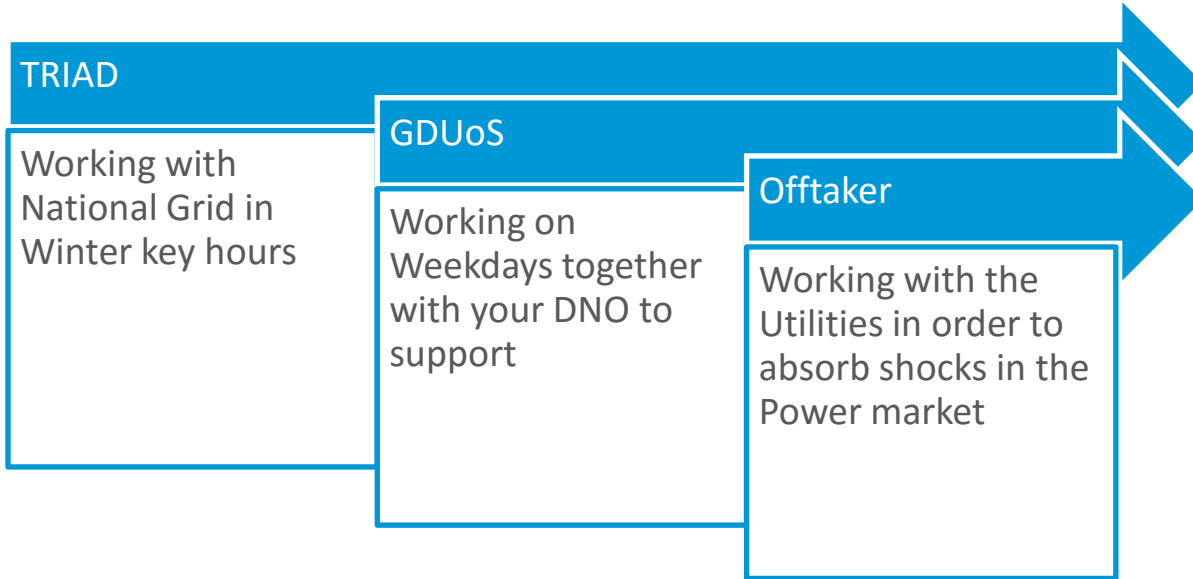 TRIAD
Working with
National Grid in
Winter key hours
GDUoS
Working on
Weekdays together
with your DNO to
support
Offtaker
Working with the
Utilities in order to
absorb shocks in the
Power market